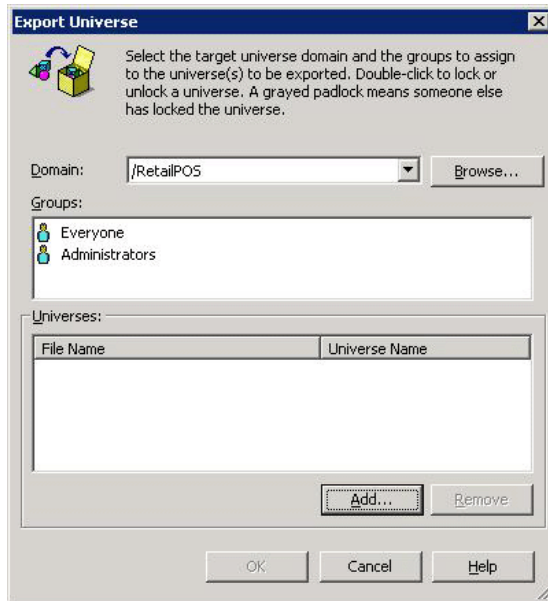 Export Universe
Select the target universe domain and the groups to assign
to the universe(s) to be exported. Double-click to lock or
unlock a universe. A grayed padlock means someone else
has locked the universe.
Domain: /RetailPOS Browse...
Groups:
Everyone
Administrators
Universes:
File Name Universe Name
Add... Remove
OK Cancel Help